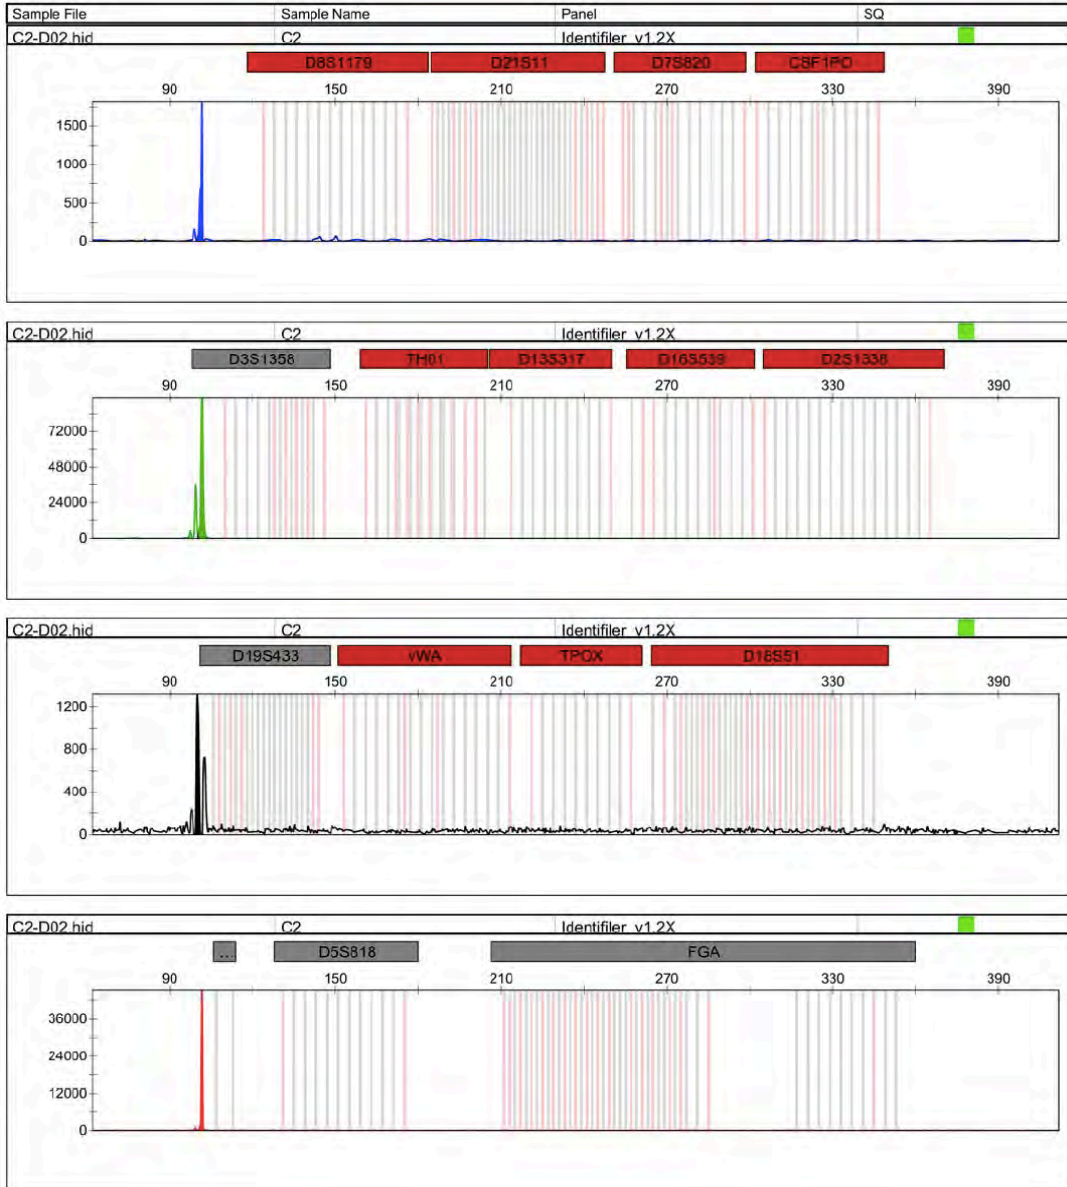 Sample File Sample Name Panel SQ
C2-D02.hid C2 Identifiler_v1.2X
D8S1179 D21S11 D7S820 CSF1PO
90 150 210 270 330 390
1500
1000
500
0
C2-D02.hid C2 Identifiler_v1.2X
D3S1358 TH01 D13S317 D16S539 D2S1338
90 150 210 270 330 390
72000
48000
24000
0
C2-D02.hid C2 Identifiler_v1.2X
D19S433 vWA TPOX D18S51
90 150 210 270 330 390
1200
800
400
0
C2-D02.hid C2 Identifiler_v1.2X
... D5S818 FGA
90 150 210 270 330 390
36000
24000
12000
0